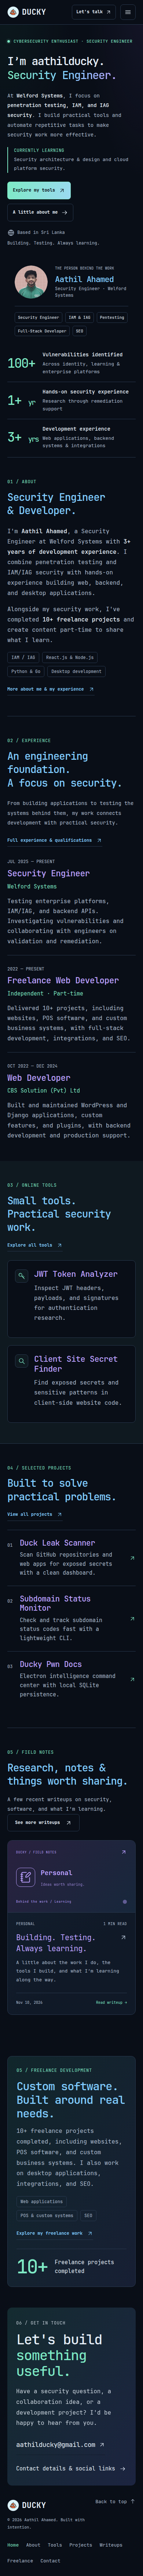 DUCKY
Let's talk ↗
CYBERSECURITY ENTHUSIAST · SECURITY ENGINEER
I'm aathilducky.
Security Engineer.
At Welford Systems, I focus on
penetration testing, IAM, and IAG
security. I build practical tools and
automate repetitive tasks to make
security work more effective.
CURRENTLY LEARNING
Security architecture & design and cloud
platform security.
Explore my tools ↗
A little about me →
Based in Sri Lanka
Building. Testing. Always learning.
THE PERSON BEHIND THE WORK
Aathil Ahamed
Security Engineer · Welford
Systems
Security Engineer
IAM & IAG
Pentesting
Full-Stack Developer
SEO
100+
Vulnerabilities identified
Across identity, learning &
enterprise platforms
1+ yr
Hands-on security experience
Research through remediation
support
3+ yrs
Development experience
Web applications, backend
systems & integrations
01 / ABOUT
Security Engineer
& Developer.
I'm Aathil Ahamed, a Security
Engineer at Welford Systems with 3+
years of development experience. I
combine penetration testing and
IAM/IAG security with hands-on
experience building web, backend,
and desktop applications.
Alongside my security work, I've
completed 10+ freelance projects and
create content part-time to share
what I learn.
IAM / IAG
React.js & Node.js
Python & Go
Desktop development
More about me & my experience ↗
02 / EXPERIENCE
An engineering
foundation.
A focus on security.
From building applications to testing the
systems behind them, my work connects
development with practical security.
Full experience & qualifications ↗
JUL 2025 — PRESENT
Security Engineer
Welford Systems
Testing enterprise platforms,
IAM/IAG, and backend APIs.
Investigating vulnerabilities and
collaborating with engineers on
validation and remediation.
2022 — PRESENT
Freelance Web Developer
Independent · Part-time
Delivered 10+ projects, including
websites, POS software, and custom
business systems, with full-stack
development, integrations, and SEO.
OCT 2022 — DEC 2024
Web Developer
CBS Solution (Pvt) Ltd
Built and maintained WordPress and
Django applications, custom
features, and plugins, with backend
development and production support.
03 / ONLINE TOOLS
Small tools.
Practical security
work.
Explore all tools ↗
JWT Token Analyzer
Inspect JWT headers,
payloads, and signatures
for authentication
research.
Client Site Secret
Finder
Find exposed secrets and
sensitive patterns in
client-side website code.
04 / SELECTED PROJECTS
Built to solve
practical problems.
View all projects ↗
01
Duck Leak Scanner
Scan GitHub repositories and
web apps for exposed secrets
with a clean dashboard.
02
Subdomain Status
Monitor
Check and track subdomain
status codes fast with a
lightweight CLI.
03
Ducky Pwn Docs
Electron intelligence command
center with local SQLite
persistence.
05 / FIELD NOTES
Research, notes &
things worth sharing.
A few recent writeups on security,
software, and what I'm learning.
See more writeups ↗
DUCKY / FIELD NOTES
Personal
Ideas worth sharing.
Behind the work / learning
PERSONAL
1 MIN READ
Building. Testing.
Always learning.
A little about the work I do, the
tools I build, and what I'm learning
along the way.
Read writeup →
05 / FREELANCE DEVELOPMENT
Custom software.
Built around real
needs.
10+ freelance projects
completed, including websites,
POS software, and custom
business systems. I also work
on desktop applications,
integrations, and SEO.
Web applications
POS & custom systems
SEO
Explore my freelance work ↗
10+
Freelance projects
completed
06 / GET IN TOUCH
Let's build
something
useful.
Have a security question, a
collaboration idea, or a
development project? I'd be
happy to hear from you.
aathilducky@gmail.com ↗
Contact details & social links →
DUCKY
Back to top ↑
© 2026 Aathil Ahamed. Built with
intention.
Home
About
Tools
Projects
Writeups
Freelance
Contact